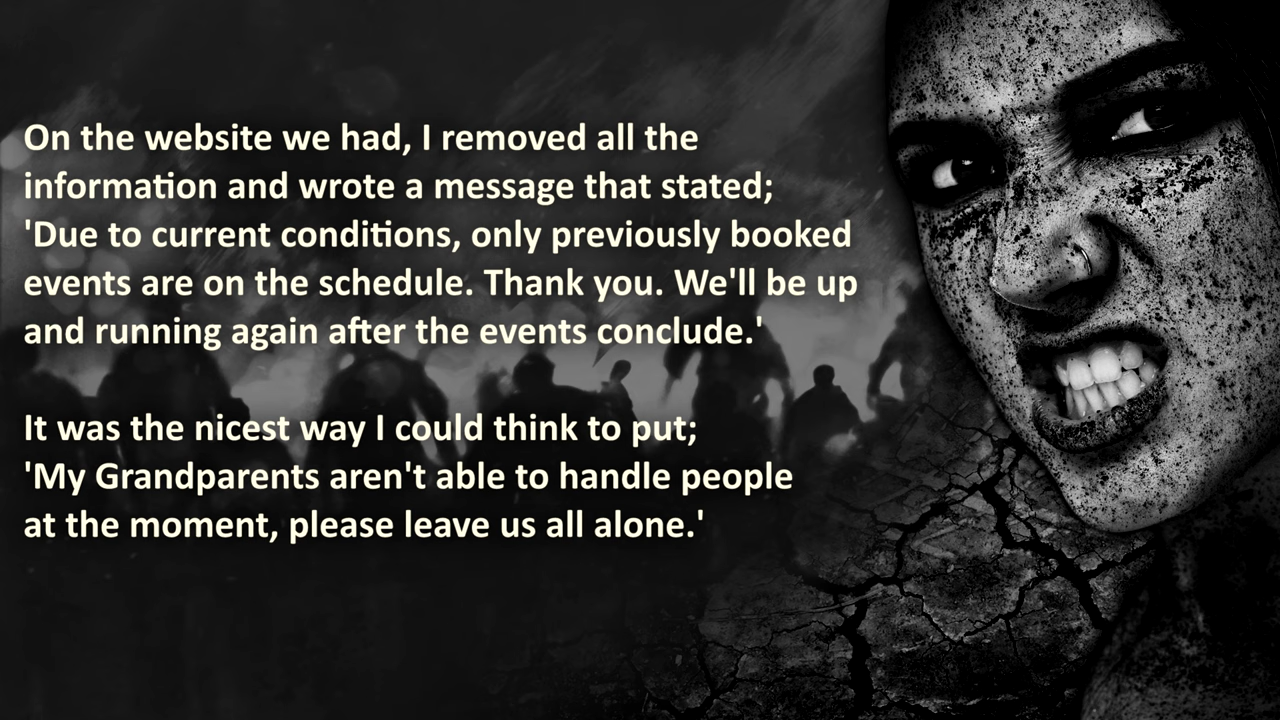 On the website we had, I removed all the
information and wrote a message that stated;
'Due to current conditions, only previously booked
events are on the schedule. Thank you. We'll be up
and running again after the events conclude.'
It was the nicest way I could think to put;
'My Grandparents aren't able to handle people
at the moment, please leave us all alone.'